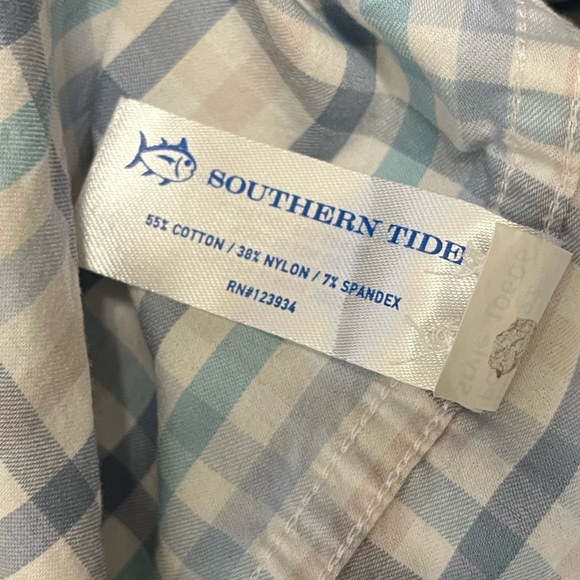 SOUTHERN TIDE
55% COTTON / 38% NYLON / 7% SPANDEX
RN#123934